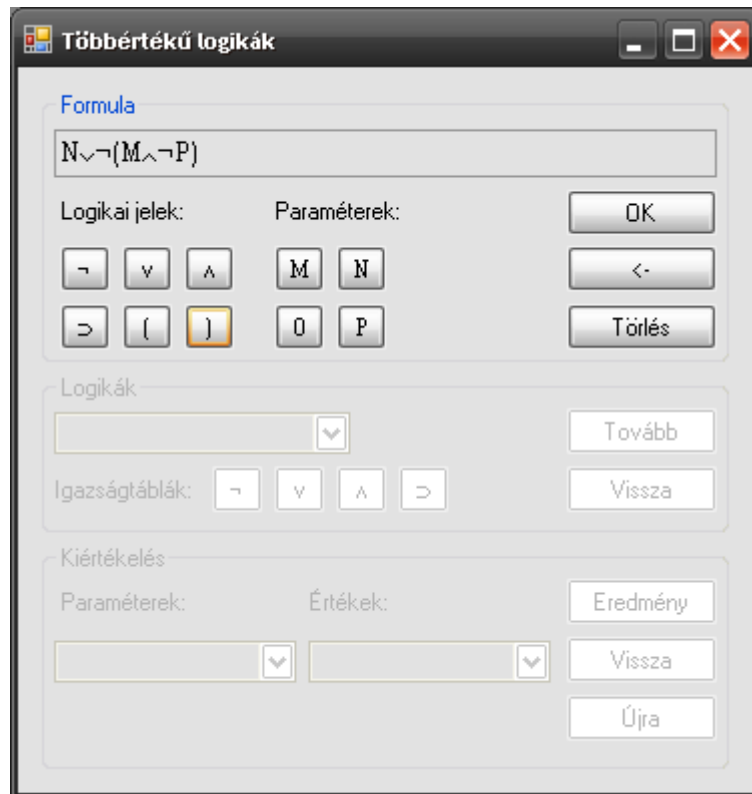 Többértékű logikák
Formula
N∨¬(M∧¬P)
Logikai jelek: Paraméterek: OK
¬ ∨ ∧ M N <-
⊃ ( ) O P Törlés
Logikák
Tovább
Igazságtáblák: ¬ ∨ ∧ ⊃ Vissza
Kiértékelés
Paraméterek: Értékek: Eredmény
Vissza
Újra